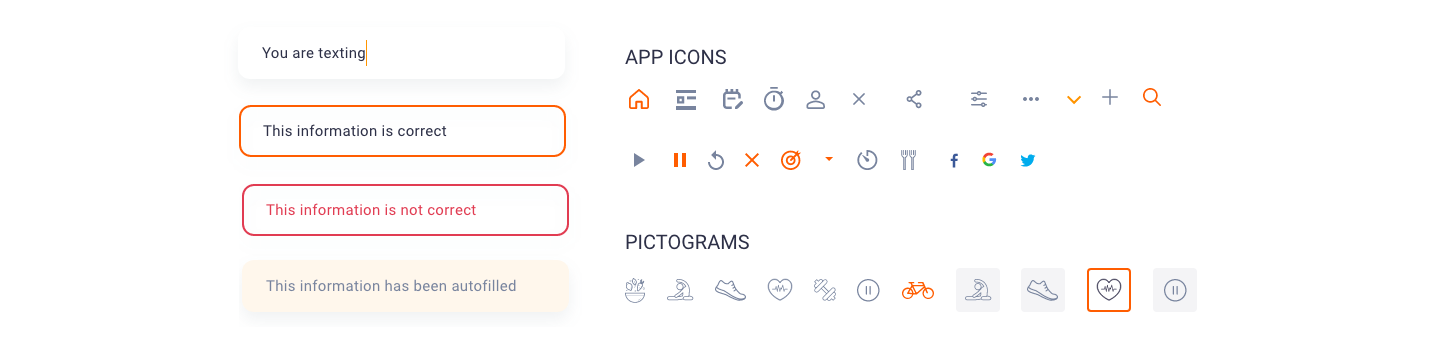 You are texting
This information is correct
This information is not correct
This information has been autofilled
APP ICONS
PICTOGRAMS